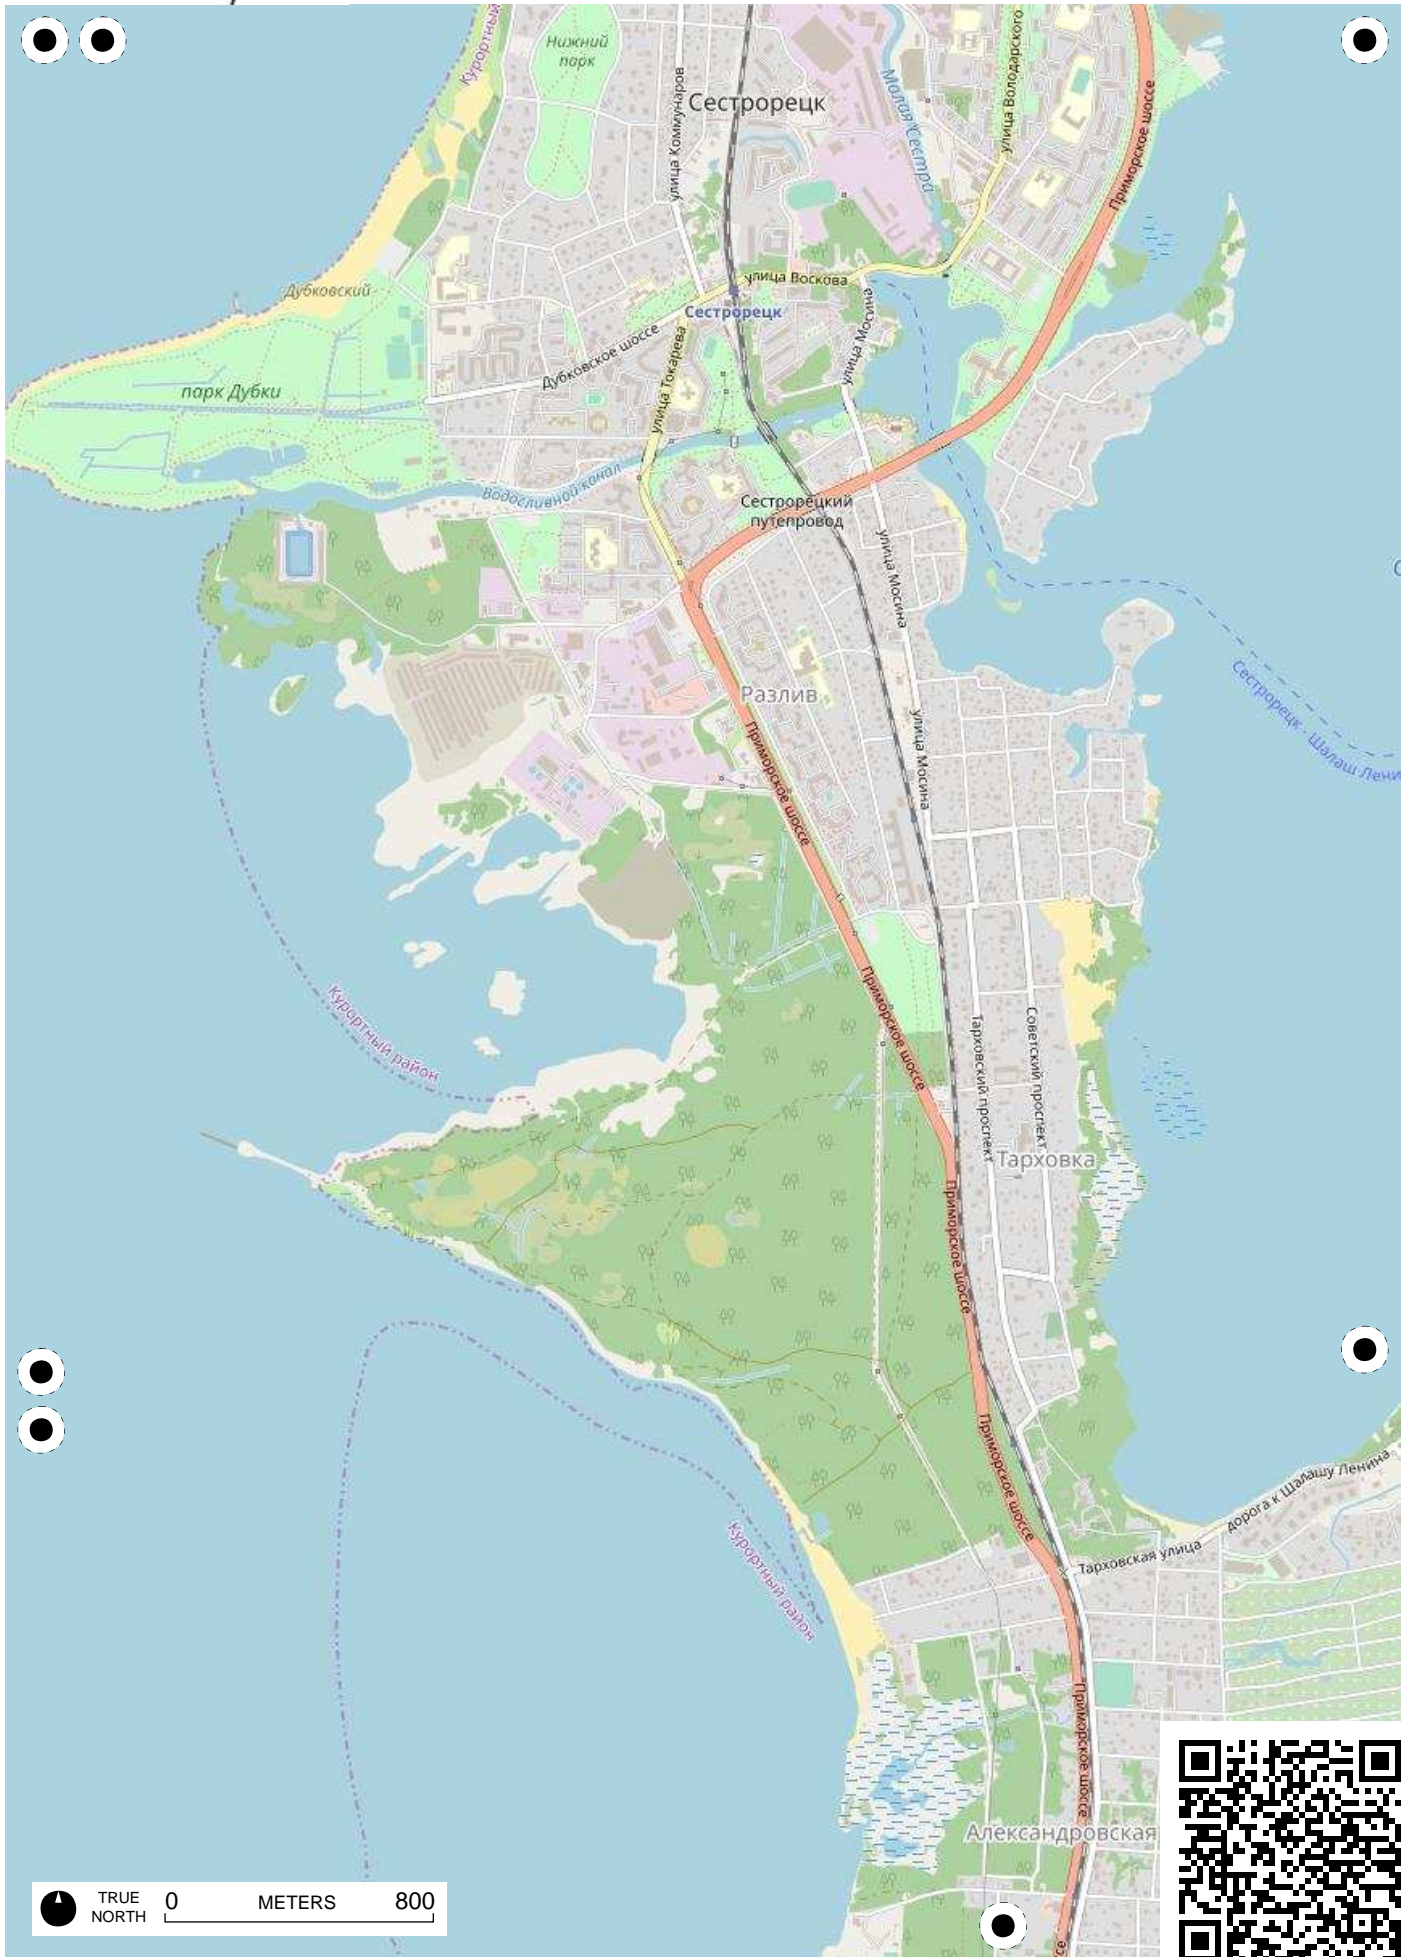 Курортный
Нижний
парк
улица Коммунаров
Сестрорецк
Малая Сестра
улица Володарского
Приморское шоссе
Дубковский
улица Воскова
Сестрорецк
улица Мосина
Дубковское шоссе
улица Токарева
парк Дубки
Водосливной канал
Сестрорецкий
путепровод
улица Мосина
Разлив
Сестрорецк - Шалаш Лени
улица Мосина
Приморское шоссе
Приморское шоссе
Курортный район
Тарховский проспект
Советский проспект
Тарховка
Приморское шоссе
Приморское шоссе
дорога к Шалашу Ленина
Тарховская улица
Курортный район
Приморское шоссе
Александровская
TRUE
NORTH
0 METERS 800
се